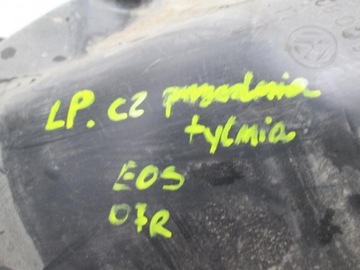 LP. CZ przednia
tylnia
EOS
07R